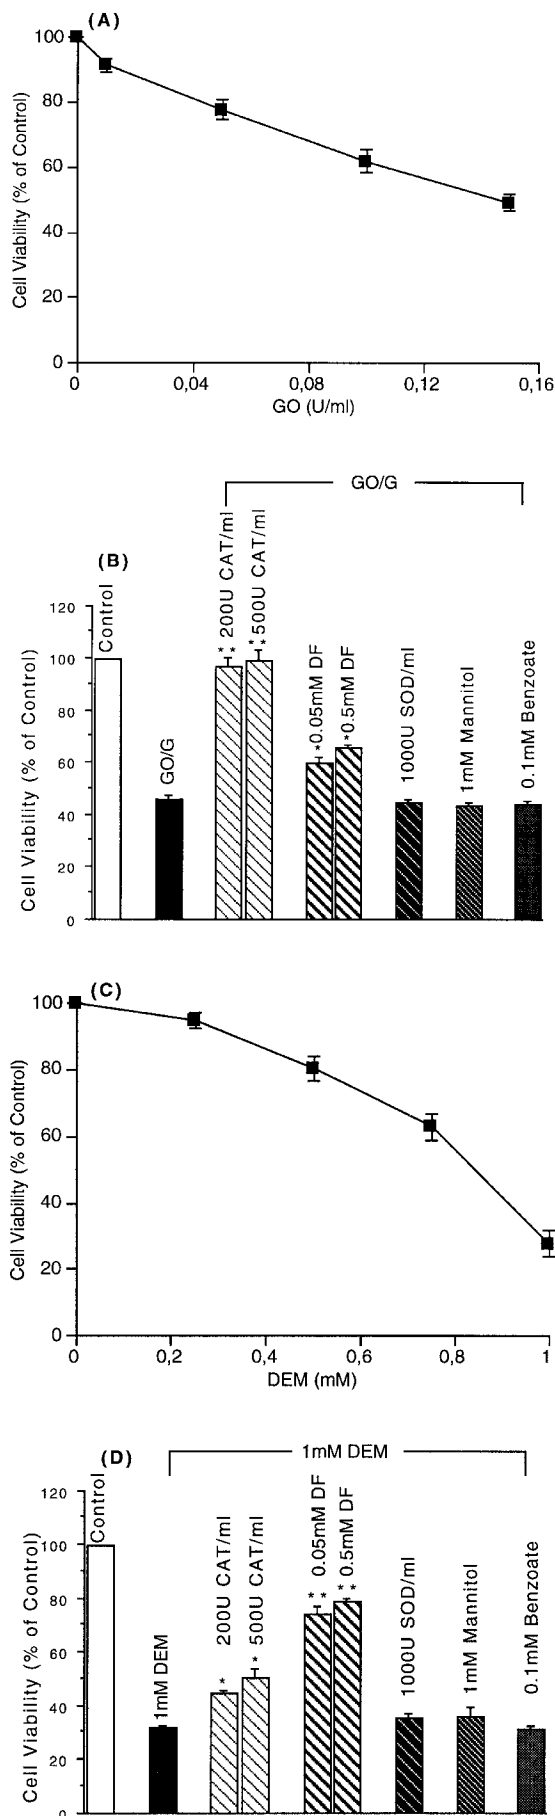 (A)
100
80
60
40
20
0
Cell Viability (% of Control)
0 0,04 0,08 0,12 0,16
GO (U/ml)
GO/G
(B)
120
100
80
60
40
20
0
Cell Viability (% of Control)
Control
GO/G
** 200U CAT/ml
** 500U CAT/ml
*0.05mM DF
*0.5mM DF
1000U SOD/ml
1mM Mannitol
0.1mM Benzoate
(C)
100
80
60
40
20
0
Cell Viability (% of Control)
0 0,2 0,4 0,6 0,8 1
DEM (mM)
1mM DEM
(D)
120
100
80
60
40
20
0
Cell Viability (% of Control)
Control
1mM DEM
* 200U CAT/ml
* 500U CAT/ml
** 0.05mM DF
** 0.5mM DF
1000U SOD/ml
1mM Mannitol
0.1mM Benzoate